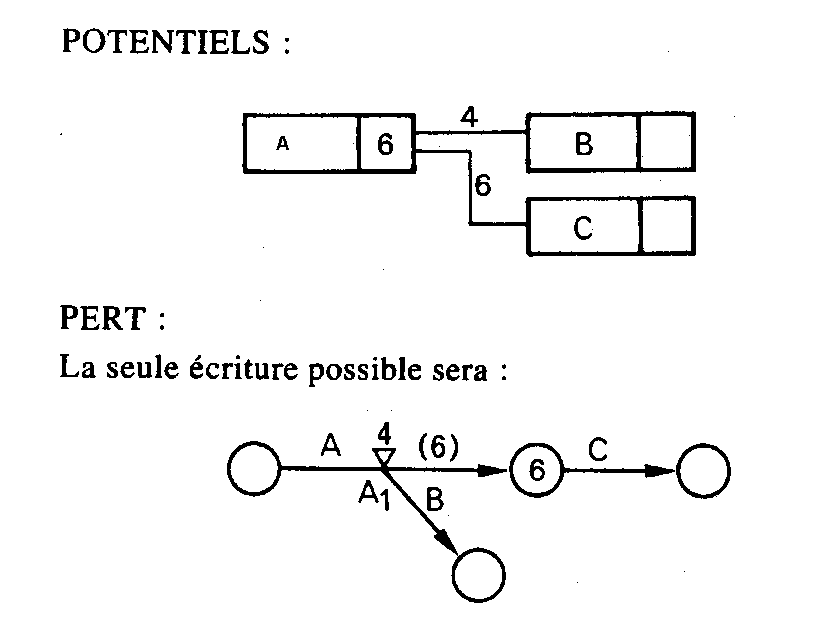 POTENTIELS :
4
A 6 B
6
C
PERT :
La seule écriture possible sera :
A 4 (6) 6 C
A1 B